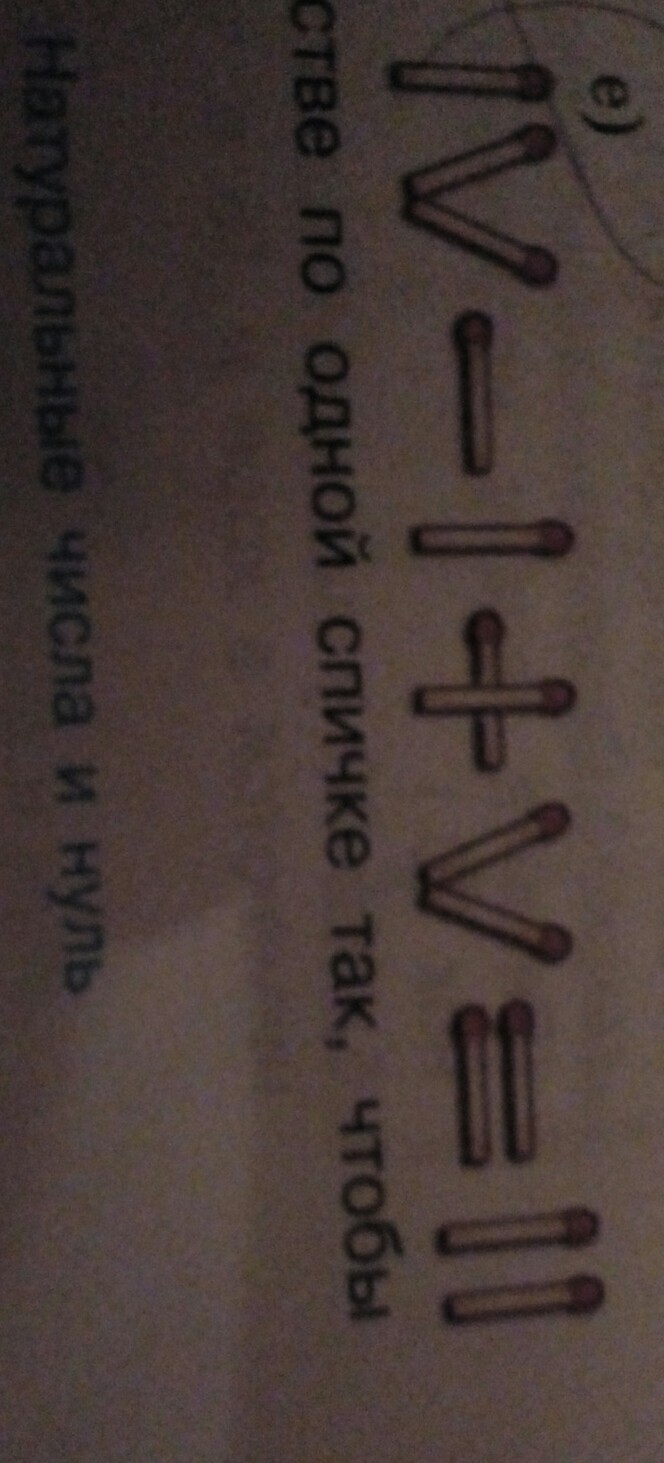 е)
IV − I + V = II
стве по одной спичке так, чтобы
Натуральные числа и нуль